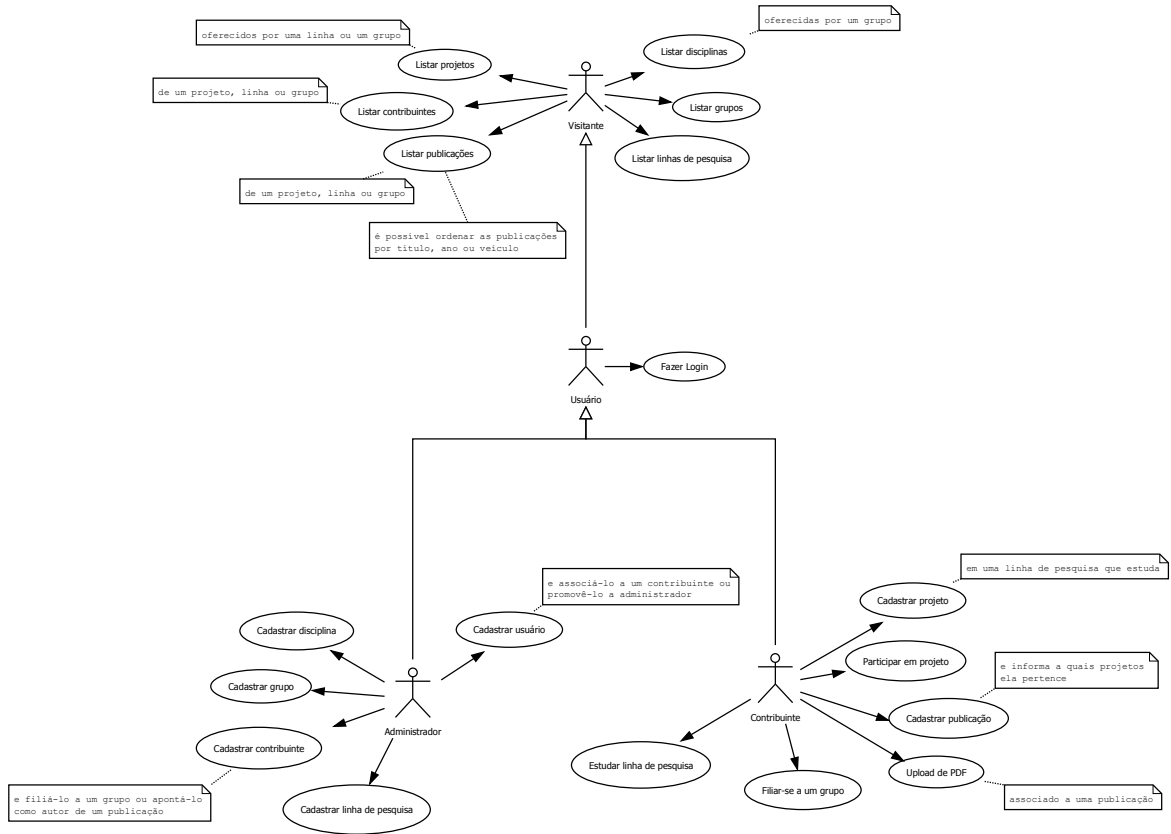 oferecidas por um grupo
oferecidos por uma linha ou um grupo
Listar disciplinas
Listar projetos
de um projeto, linha ou grupo
Listar contribuintes
Listar grupos
Visitante
Listar publicações
Listar linhas de pesquisa
de um projeto, linha ou grupo
é possivel ordenar as publicações
por titulo, ano ou veiculo
Fazer Login
Usuário
em uma linha de pesquisa que estuda
e associá-lo a um contribuinte ou
promovê-lo a administrador
Cadastrar projeto
Cadastrar disciplina
Cadastrar usuário
Participar em projeto
e informa a quais projetos
ela pertence
Cadastrar grupo
Contribuinte
Cadastrar publicação
Administrador
Cadastrar contribuinte
Estudar linha de pesquisa
Upload de PDF
Filiar-se a um grupo
e filiá-lo a um grupo ou apontá-lo
como autor de um publicação
associado a uma publicação
Cadastrar linha de pesquisa